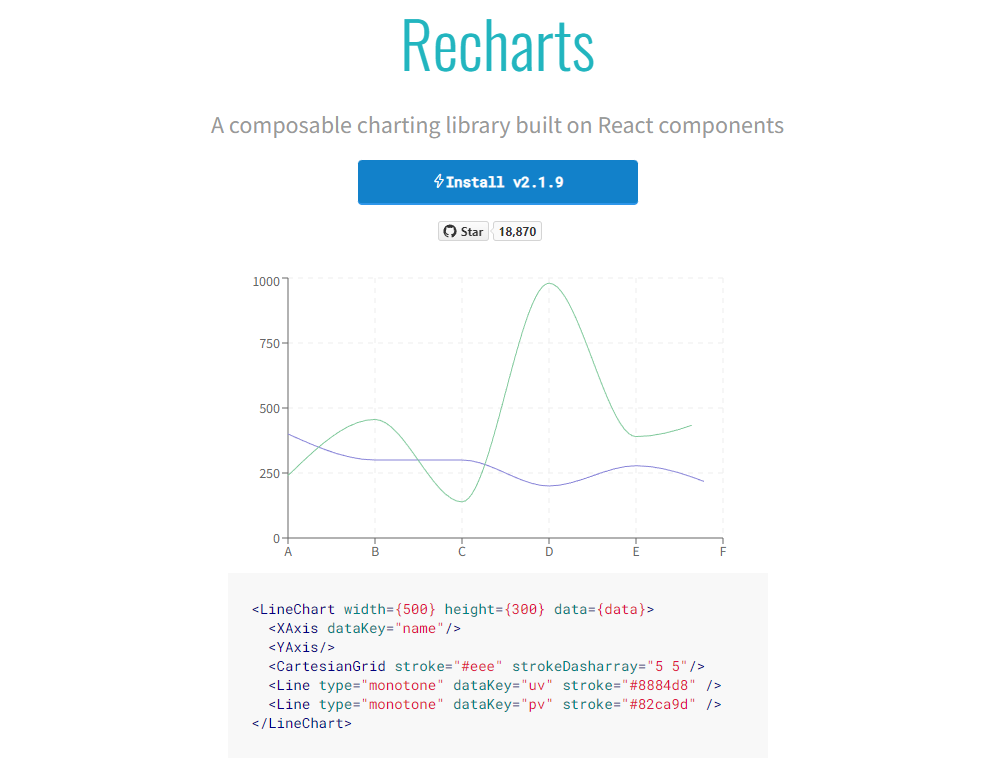 Recharts
A composable charting library built on React components
Install v2.1.9
Star 18,870
1000
750
500
250
0
A B C D E F
<LineChart width={500} height={300} data={data}>
  <XAxis dataKey="name"/>
  <YAxis/>
  <CartesianGrid stroke="#eee" strokeDasharray="5 5"/>
  <Line type="monotone" dataKey="uv" stroke="#8884d8" />
  <Line type="monotone" dataKey="pv" stroke="#82ca9d" />
</LineChart>